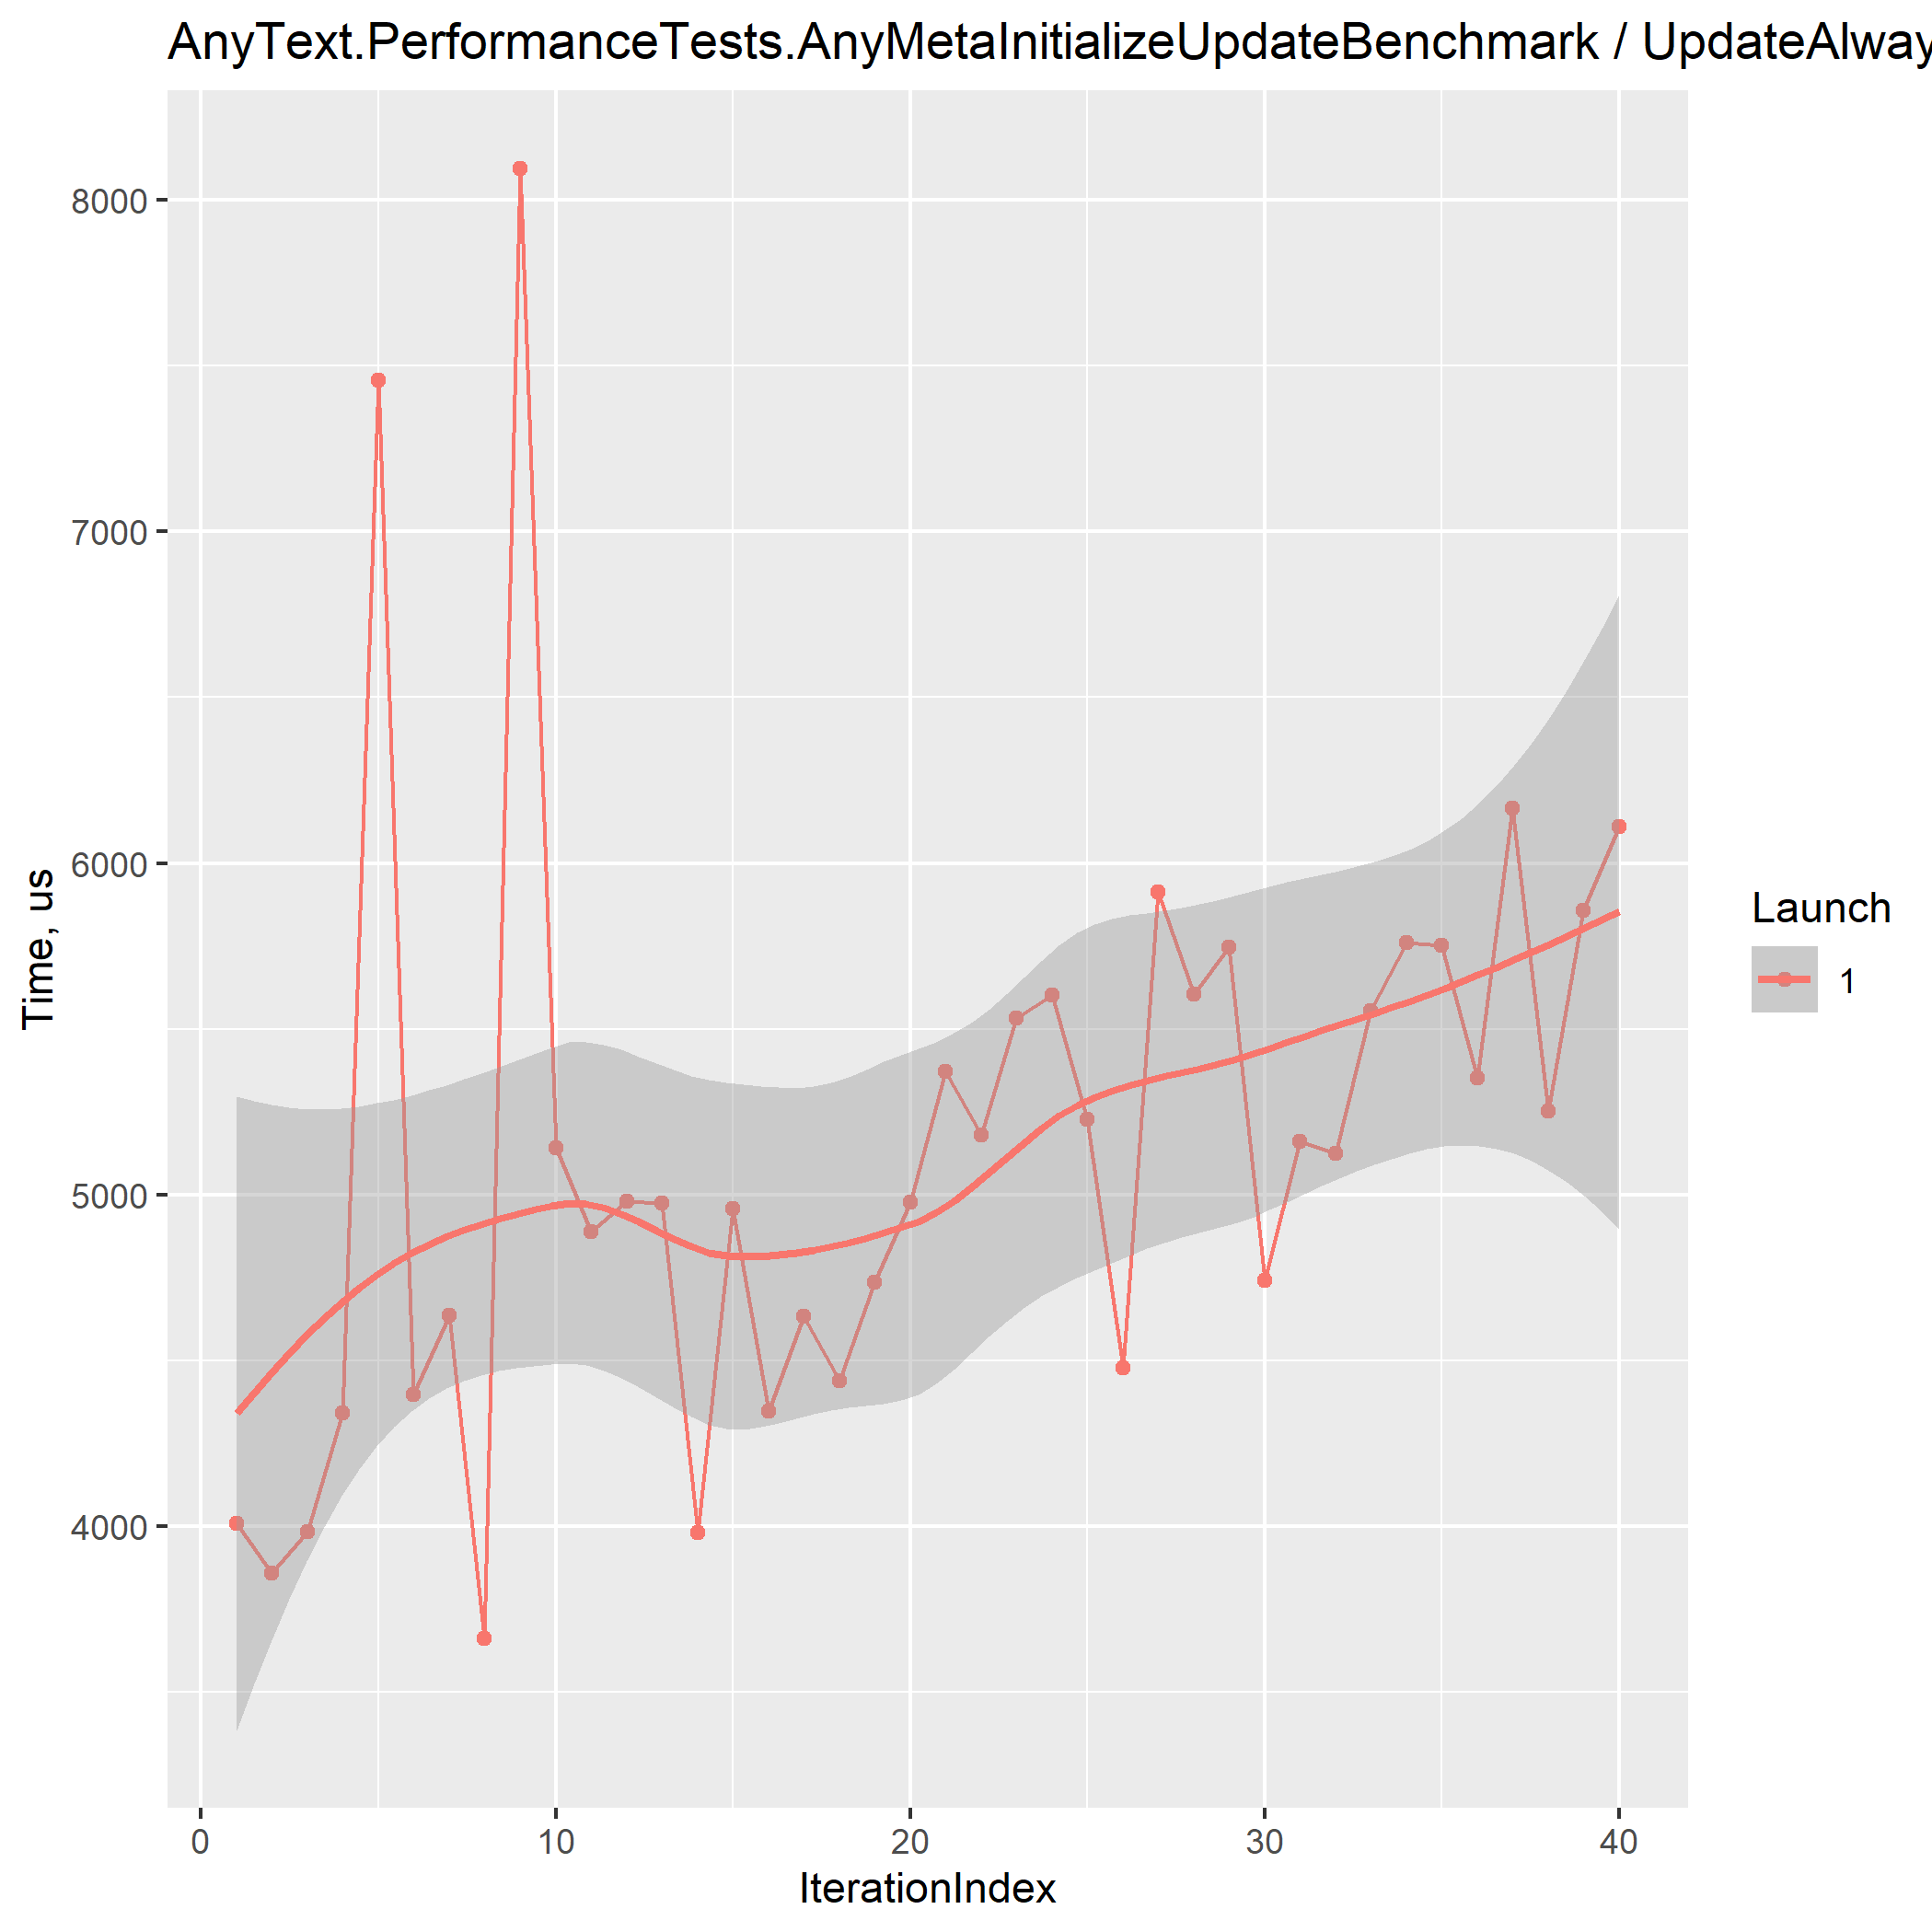 AnyText.PerformanceTests.AnyMetaInitializeUpdateBenchmark / UpdateAlway
8000
7000
6000
5000
4000
Time, us
0 10 20 30 40
IterationIndex
Launch
1